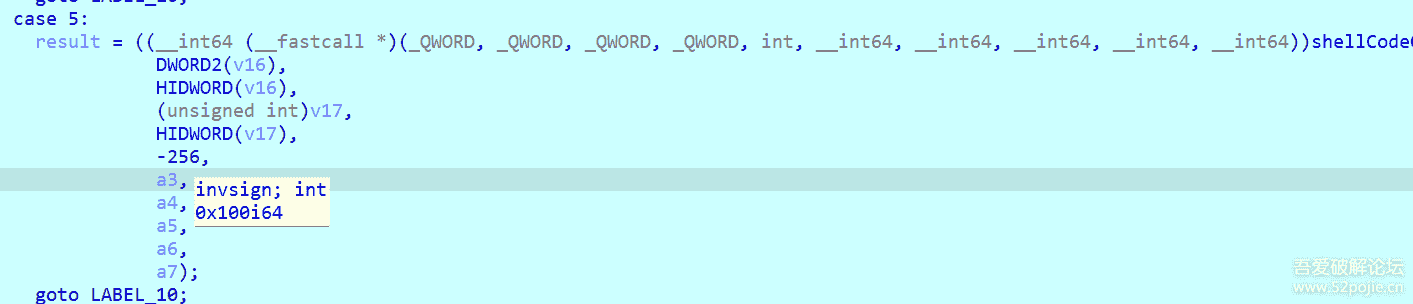 goto LABEL_10;
case 5:
result = ((__int64 (__fastcall *)(_QWORD, _QWORD, _QWORD, _QWORD, int, __int64, __int64, __int64, __int64, __int64))shellCode
DWORD2(v16),
HIDWORD(v16),
(unsigned int)v17,
HIDWORD(v17),
-256,
a3,
invsign; int
a4,
0x100i64
a5,
a6,
a7);
goto LABEL_10;
吾爱破解论坛
www.52pojie.cn